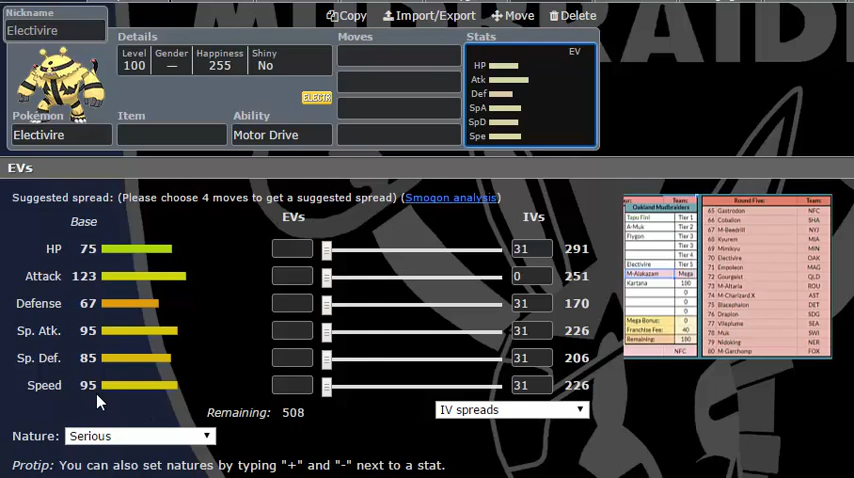 Nickname
Electivire
Copy Import/Export Move Delete
Details
Level Gender Happiness Shiny
100 — 255 No
ELECTR
Pokémon Item Ability
Electivire Motor Drive
Moves
Stats
EV
HP
Atk
Def
SpA
SpD
Spe
EVs
Suggested spread: (Please choose 4 moves to get a suggested spread) (Smogon analysis)
Base EVs IVs
HP 75 31 291
Attack 123 0 251
Defense 67 31 170
Sp. Atk. 95 31 226
Sp. Def. 85 31 206
Speed 95 31 226
Remaining: 508 IV spreads
Nature: Serious
Protip: You can also set natures by typing "+" and "-" next to a stat.
Team:
Oakland Mudbraiders
Tapu Fini Tier 1
A-Muk Tier 2
Flygon Tier 3
Tier 3
Tier 4
Electivire Tier 5
M-Alakazam Mega
Kartana 100
0
0
0
Mega Bonus: 0
Franchise Fee: 40
Remaining: 180
NFC
Round Five: Team:
65 Gastrodon NFC
66 Cobalion SHA
67 M-Beedrill NYJ
68 Kyurem MIA
69 Mimikyu MIN
70 Electivire OAK
71 Empoleon MAG
72 Gourgeist QLD
73 M-Altaria ROU
74 M-Charizard X AST
75 Blacephalon DET
76 Drapion SDG
77 Vileplume SEA
78 Muk SWI
79 Nidoking NER
80 M-Garchomp FOX